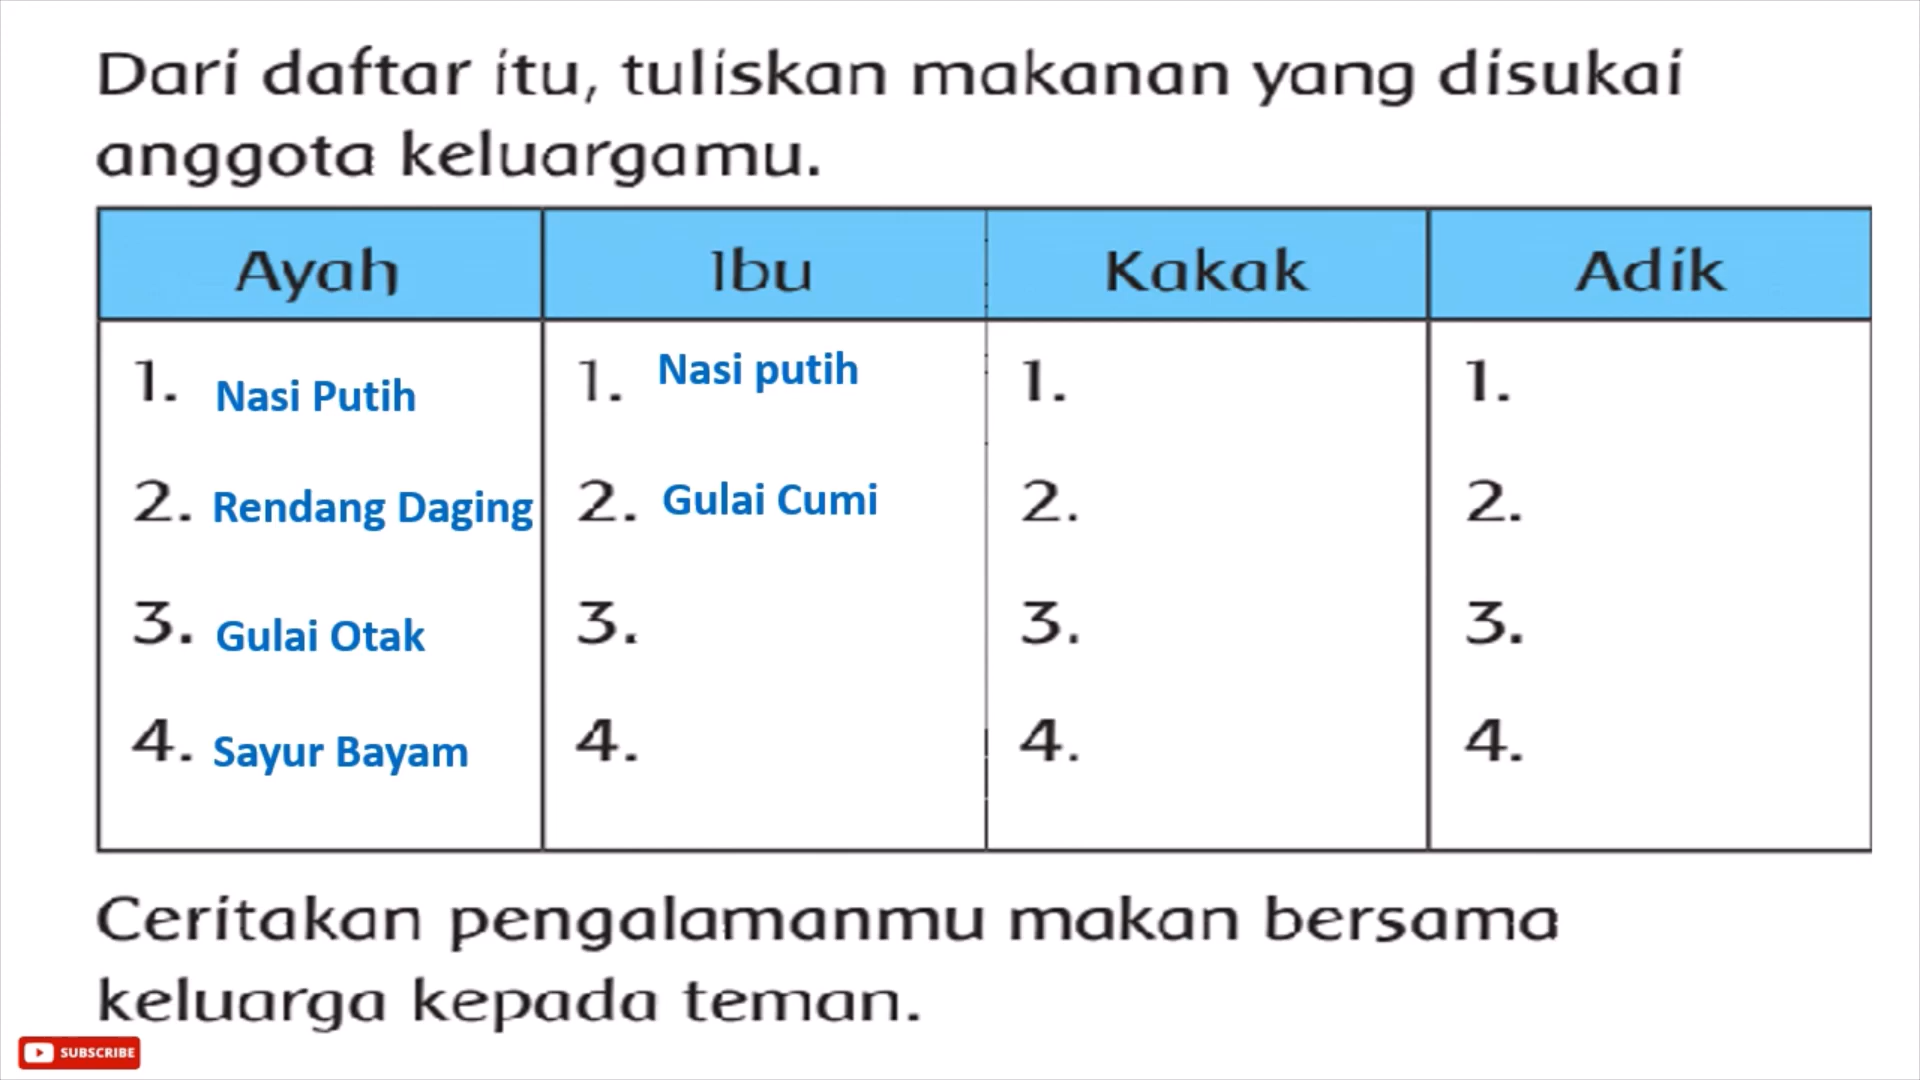 Dari daftar itu, tuliskan makanan yang disukai
anggota keluargamu.
Ayah Ibu Kakak Adik
1. Nasi Putih 1. Nasi putih 1. 1.
2. Rendang Daging 2. Gulai Cumi 2. 2.
3. Gulai Otak 3. 3. 3.
4. Sayur Bayam 4. 4. 4.
Ceritakan pengalamanmu makan bersama
keluarga kepada teman.
SUBSCRIBE